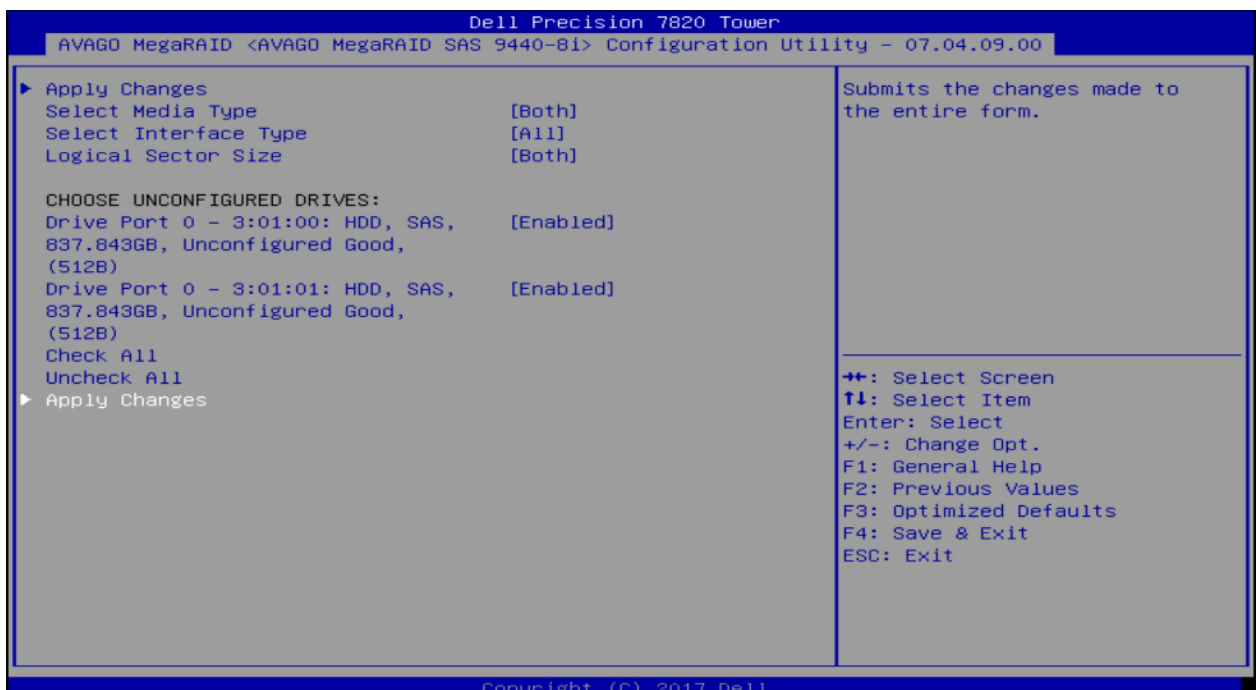 Dell Precision 7820 Tower
AVAGO MegaRAID <AVAGO MegaRAID SAS 9440-8i> Configuration Utility – 07.04.09.00
Apply Changes
Select Media Type [Both]
Select Interface Type [All]
Logical Sector Size [Both]
CHOOSE UNCONFIGURED DRIVES:
Drive Port 0 – 3:01:00: HDD, SAS, [Enabled]
837.843GB, Unconfigured Good,
(512B)
Drive Port 0 – 3:01:01: HDD, SAS, [Enabled]
837.843GB, Unconfigured Good,
(512B)
Check All
Uncheck All
Apply Changes
Submits the changes made to
the entire form.
→←: Select Screen
↑↓: Select Item
Enter: Select
+/-: Change Opt.
F1: General Help
F2: Previous Values
F3: Optimized Defaults
F4: Save & Exit
ESC: Exit
Copyright (C) 2017 Dell